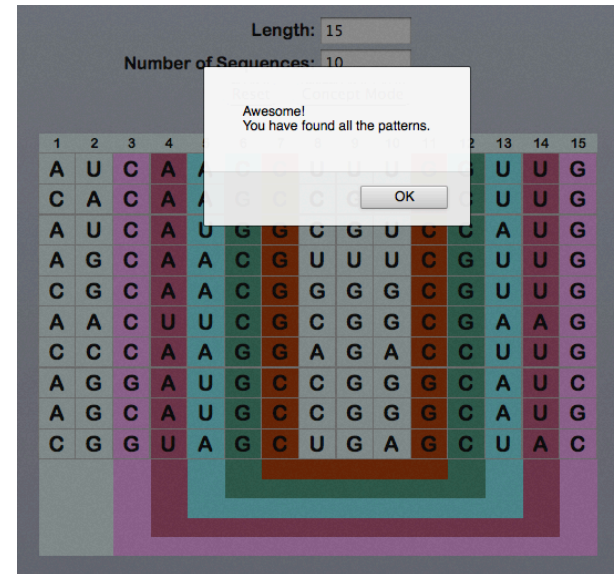 Length: 15
Number of Sequences: 10
Awesome!
You have found all the patterns.
OK
1 2 3 4 13 14 15
A U C A U U G
C A C A U U G
A U C A U G G C G U C C A U G
A G C A A C G U U U C G U U G
C G C A A C G G G G C G U U G
A A C U U C G C G G C G A A G
C C C A A G G A G A C C U U G
A G G A U G C C G G G C A U C
A G C A U G C C G G G C A U G
C G G U A G C U G A G C U A C